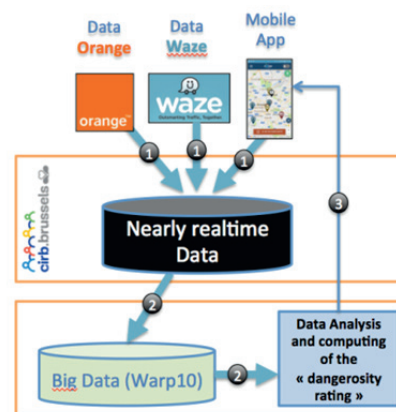 Data
Orange
Data
Waze
Mobile
App
orange™
waze
Outsmarting Traffic, Together.
1
1
1
cirb.brussels
Nearly realtime
Data
3
2
Big Data (Warp10)
2
Data Analysis
and computing
of the
« dangerosity
rating »